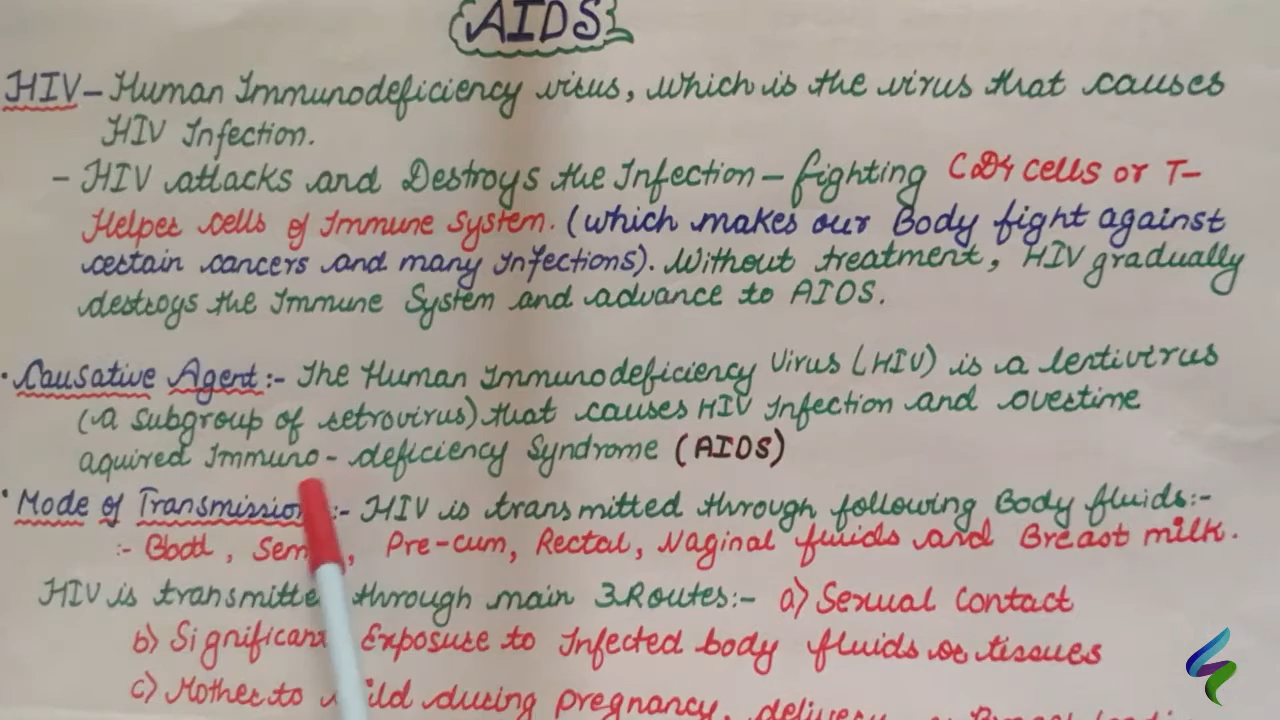 AIDS
HIV - Human Immunodeficiency virus, which is the virus that causes
HIV Infection.
- HIV attacks and Destroys the Infection - fighting CD4 cells or T-
Helper cells of Immune System. (which makes our Body fight against
certain cancers and many Infections). Without treatment, HIV gradually
destroys the Immune System and advance to AIDS.
• Causative Agent :- The Human Immunodeficiency Virus (HIV) is a lentivirus
(a subgroup of retrovirus) that causes HIV Infection and overtime
aquired Immuno - deficiency Syndrome (AIDS)
• Mode of Transmission :- HIV is transmitted through following Body fluids :-
:- Blood, Sem, Pre-cum, Rectal, Vaginal fluids and Breast milk.
HIV is transmitte through main 3 Routes :- a) Sexual Contact
b) Significant Exposure to Infected body fluids or tissues
c) Mother to ild during pregnancy, delivery